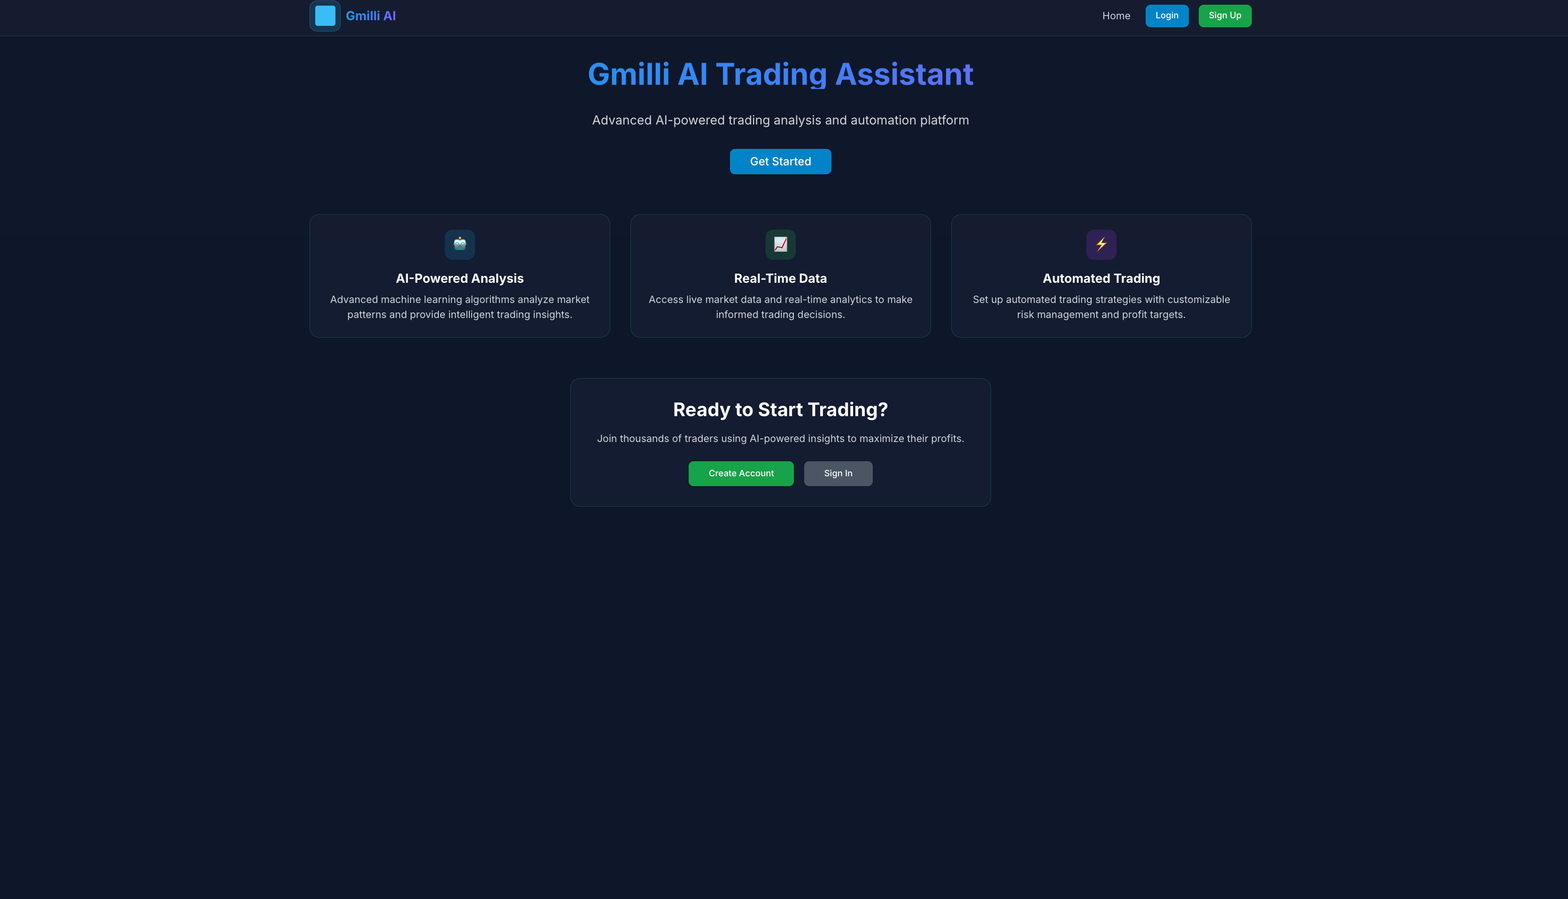 Gmilli AI
Home
Login
Sign Up
Gmilli AI Trading Assistant
Advanced AI-powered trading analysis and automation platform
Get Started
AI-Powered Analysis
Advanced machine learning algorithms analyze market
patterns and provide intelligent trading insights.
Real-Time Data
Access live market data and real-time analytics to make
informed trading decisions.
Automated Trading
Set up automated trading strategies with customizable
risk management and profit targets.
Ready to Start Trading?
Join thousands of traders using AI-powered insights to maximize their profits.
Create Account
Sign In